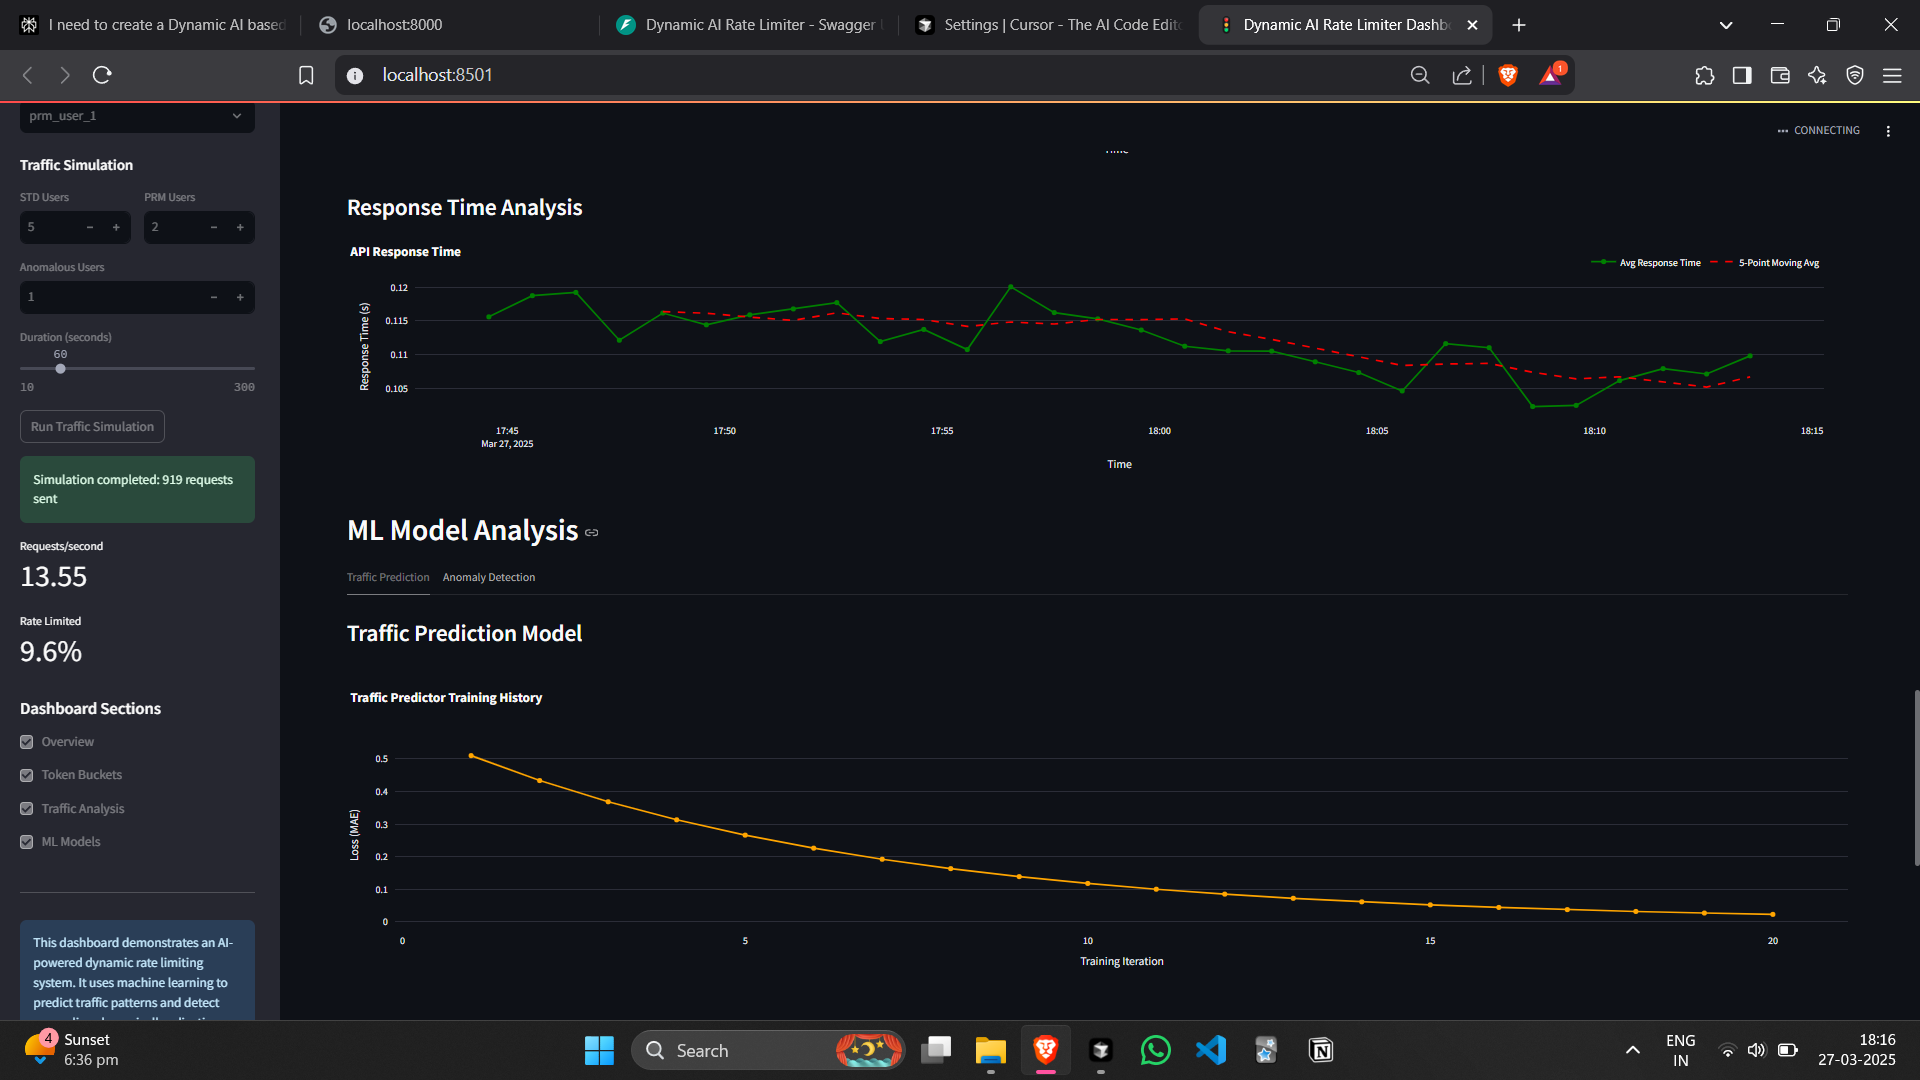 I need to create a Dynamic AI based
localhost:8000
Dynamic AI Rate Limiter - Swagger
Settings | Cursor - The AI Code Edit
Dynamic AI Rate Limiter Dashb
localhost:8501
1
prm_user_1
CONNECTING
Traffic Simulation
STD Users
PRM Users
5
2
Anomalous Users
1
Duration (seconds)
60
10
300
Run Traffic Simulation
Simulation completed: 919 requests
sent
Requests/second
13.55
Rate Limited
9.6%
Dashboard Sections
Overview
Token Buckets
Traffic Analysis
ML Models
This dashboard demonstrates an AI-
powered dynamic rate limiting
system. It uses machine learning to
predict traffic patterns and detect
Response Time Analysis
API Response Time
Avg Response Time
5-Point Moving Avg
Response Time (s)
0.12
0.115
0.11
0.105
17:45
Mar 27, 2025
17:50
17:55
18:00
18:05
18:10
18:15
Time
ML Model Analysis
Traffic Prediction
Anomaly Detection
Traffic Prediction Model
Traffic Predictor Training History
Loss (MAE)
0.5
0.4
0.3
0.2
0.1
0
0
5
10
15
20
Training Iteration
4
Sunset
6:36 pm
Search
ENG
IN
18:16
27-03-2025